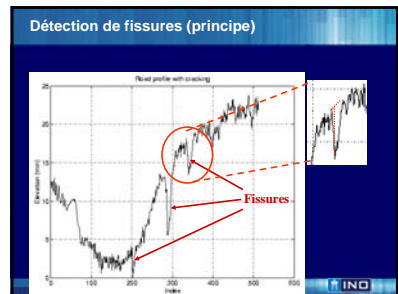 Détection de fissures (principe)
Road profile with cracking
25
20
15
10
5
0
Elevation (mm)
Fissures
0 100 200 300 400 500 600
Index
INO